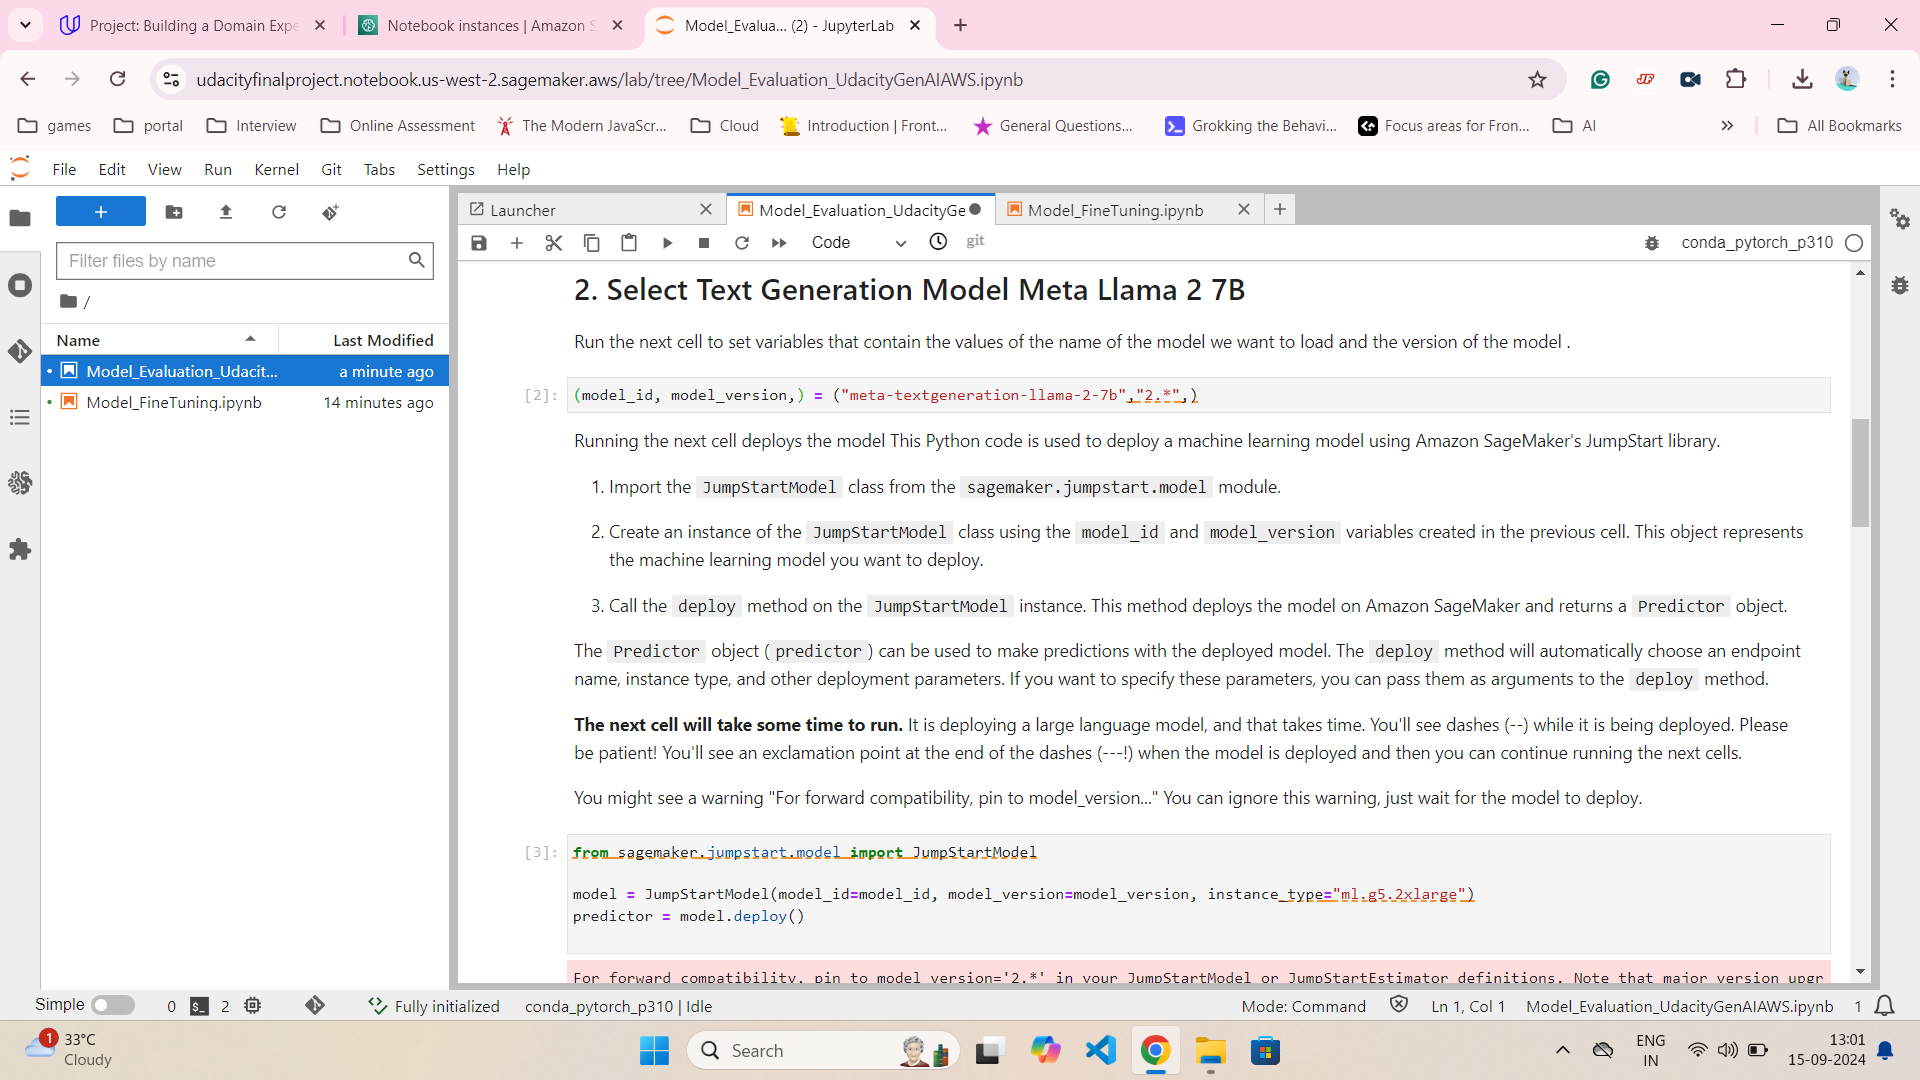 Project: Building a Domain Expe
Notebook instances | Amazon S
Model_Evalua... (2) - JupyterLab
udacityfinalproject.notebook.us-west-2.sagemaker.aws/lab/tree/Model_Evaluation_UdacityGenAIAWS.ipynb
games
portal
Interview
Online Assessment
The Modern JavaScr...
Cloud
Introduction | Front...
General Questions...
Grokking the Behavi...
Focus areas for Fron...
AI
All Bookmarks
File Edit View Run Kernel Git Tabs Settings Help
Filter files by name
/
Name Last Modified
Model_Evaluation_Udacit... a minute ago
Model_FineTuning.ipynb 14 minutes ago
Launcher
Model_Evaluation_UdacityGe
Model_FineTuning.ipynb
Code
git
conda_pytorch_p310
2. Select Text Generation Model Meta Llama 2 7B
Run the next cell to set variables that contain the values of the name of the model we want to load and the version of the model .
[2]: (model_id, model_version,) = ("meta-textgeneration-llama-2-7b","2.*",)
Running the next cell deploys the model This Python code is used to deploy a machine learning model using Amazon SageMaker's JumpStart library.
1. Import the JumpStartModel class from the sagemaker.jumpstart.model module.
2. Create an instance of the JumpStartModel class using the model_id and model_version variables created in the previous cell. This object represents
the machine learning model you want to deploy.
3. Call the deploy method on the JumpStartModel instance. This method deploys the model on Amazon SageMaker and returns a Predictor object.
The Predictor object (predictor) can be used to make predictions with the deployed model. The deploy method will automatically choose an endpoint
name, instance type, and other deployment parameters. If you want to specify these parameters, you can pass them as arguments to the deploy method.
The next cell will take some time to run. It is deploying a large language model, and that takes time. You'll see dashes (--) while it is being deployed. Please
be patient! You'll see an exclamation point at the end of the dashes (---!) when the model is deployed and then you can continue running the next cells.
You might see a warning "For forward compatibility, pin to model_version..." You can ignore this warning, just wait for the model to deploy.
[3]: from sagemaker.jumpstart.model import JumpStartModel
model = JumpStartModel(model_id=model_id, model_version=model_version, instance_type="ml.g5.2xlarge")
predictor = model.deploy()
For forward compatibility, pin to model_version='2.*' in your JumpStartModel or JumpStartEstimator definitions. Note that major version upgr
Simple 0 $_ 2 Fully initialized conda_pytorch_p310 | Idle Mode: Command Ln 1, Col 1 Model_Evaluation_UdacityGenAIAWS.ipynb 1
1
33°C
Cloudy
Search
ENG
IN
13:01
15-09-2024